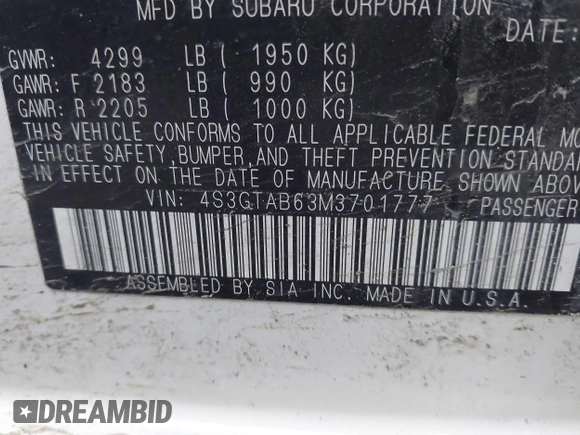 MFD BY SUBARU CORPORATION
DATE:
GVWR: 4299 LB ( 1950 KG)
GAWR: F 2183 LB ( 990 KG)
GAWR: R 2205 LB ( 1000 KG)
THIS VEHICLE CONFORMS TO ALL APPLICABLE FEDERAL MO
VEHICLE SAFETY, BUMPER, AND THEFT PREVENTION STANDA
IN EFFECT ON THE DATE OF MANUFACTURE SHOWN ABOV
VIN: 4S3GTAB63M3701777 PASSENGER
ASSEMBLED BY SIA INC. MADE IN U.S.A.
DREAMBID